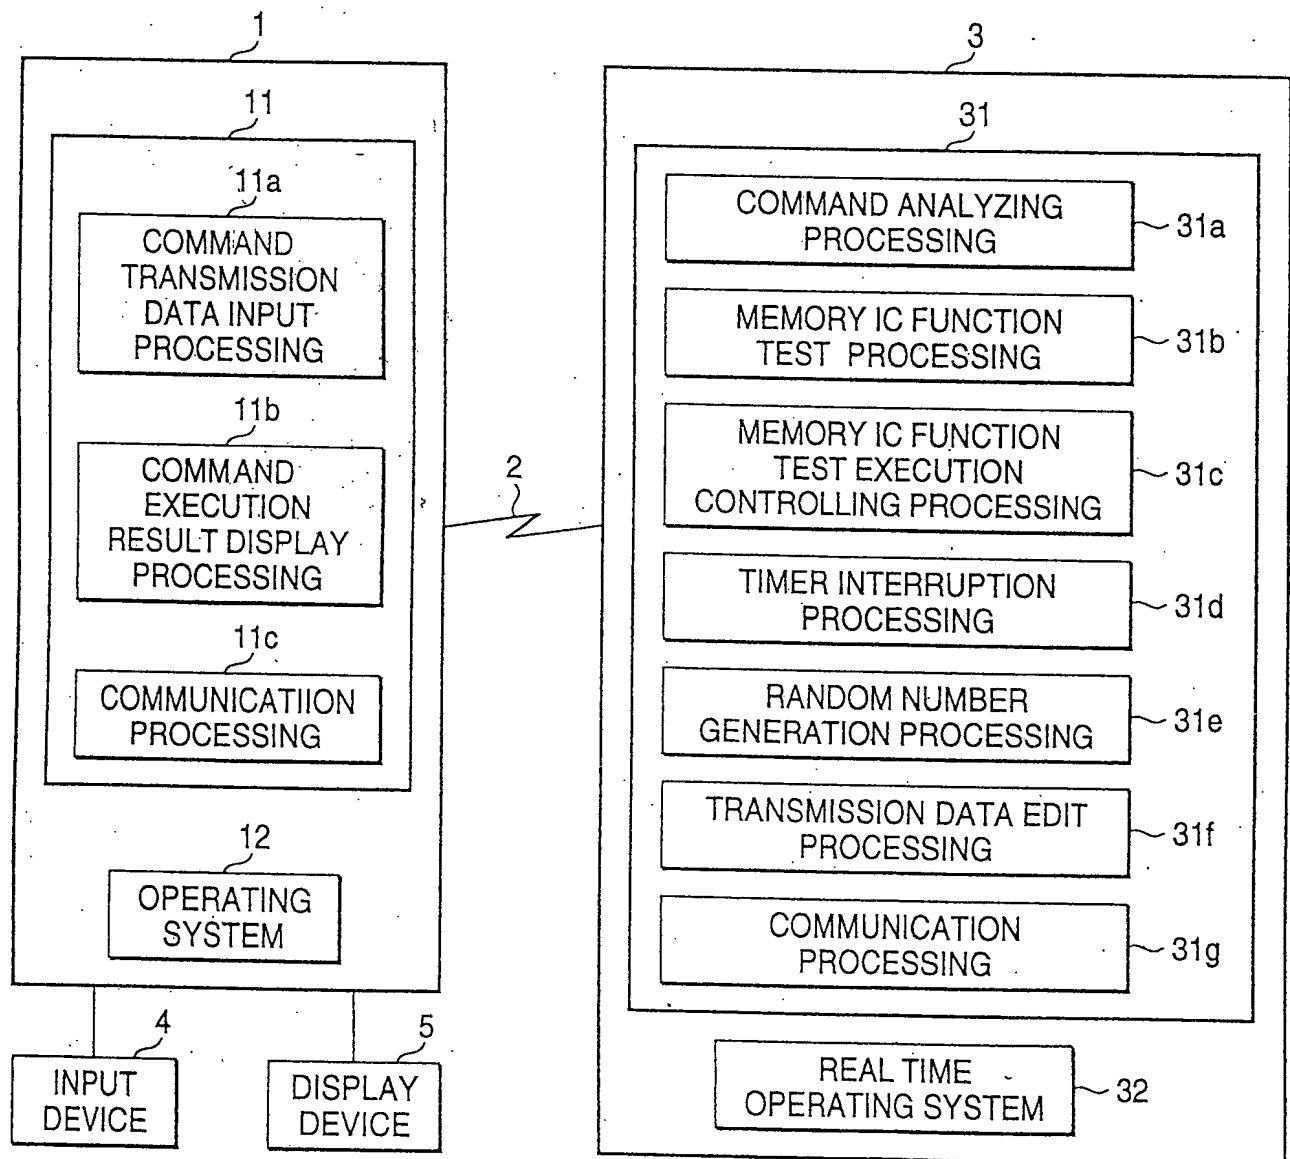 1
11
11a
COMMAND
TRANSMISSION
DATA INPUT
PROCESSING
11b
COMMAND
EXECUTION
RESULT DISPLAY
PROCESSING
11c
COMMUNICATIION
PROCESSING
12
OPERATING
SYSTEM
4
INPUT
DEVICE
5
DISPLAY
DEVICE
2
3
31
COMMAND ANALYZING
PROCESSING
31a
MEMORY IC FUNCTION
TEST PROCESSING
31b
MEMORY IC FUNCTION
TEST EXECUTION
CONTROLLING PROCESSING
31c
TIMER INTERRUPTION
PROCESSING
31d
RANDOM NUMBER
GENERATION PROCESSING
31e
TRANSMISSION DATA EDIT
PROCESSING
31f
COMMUNICATION
PROCESSING
31g
REAL TIME
OPERATING SYSTEM
32